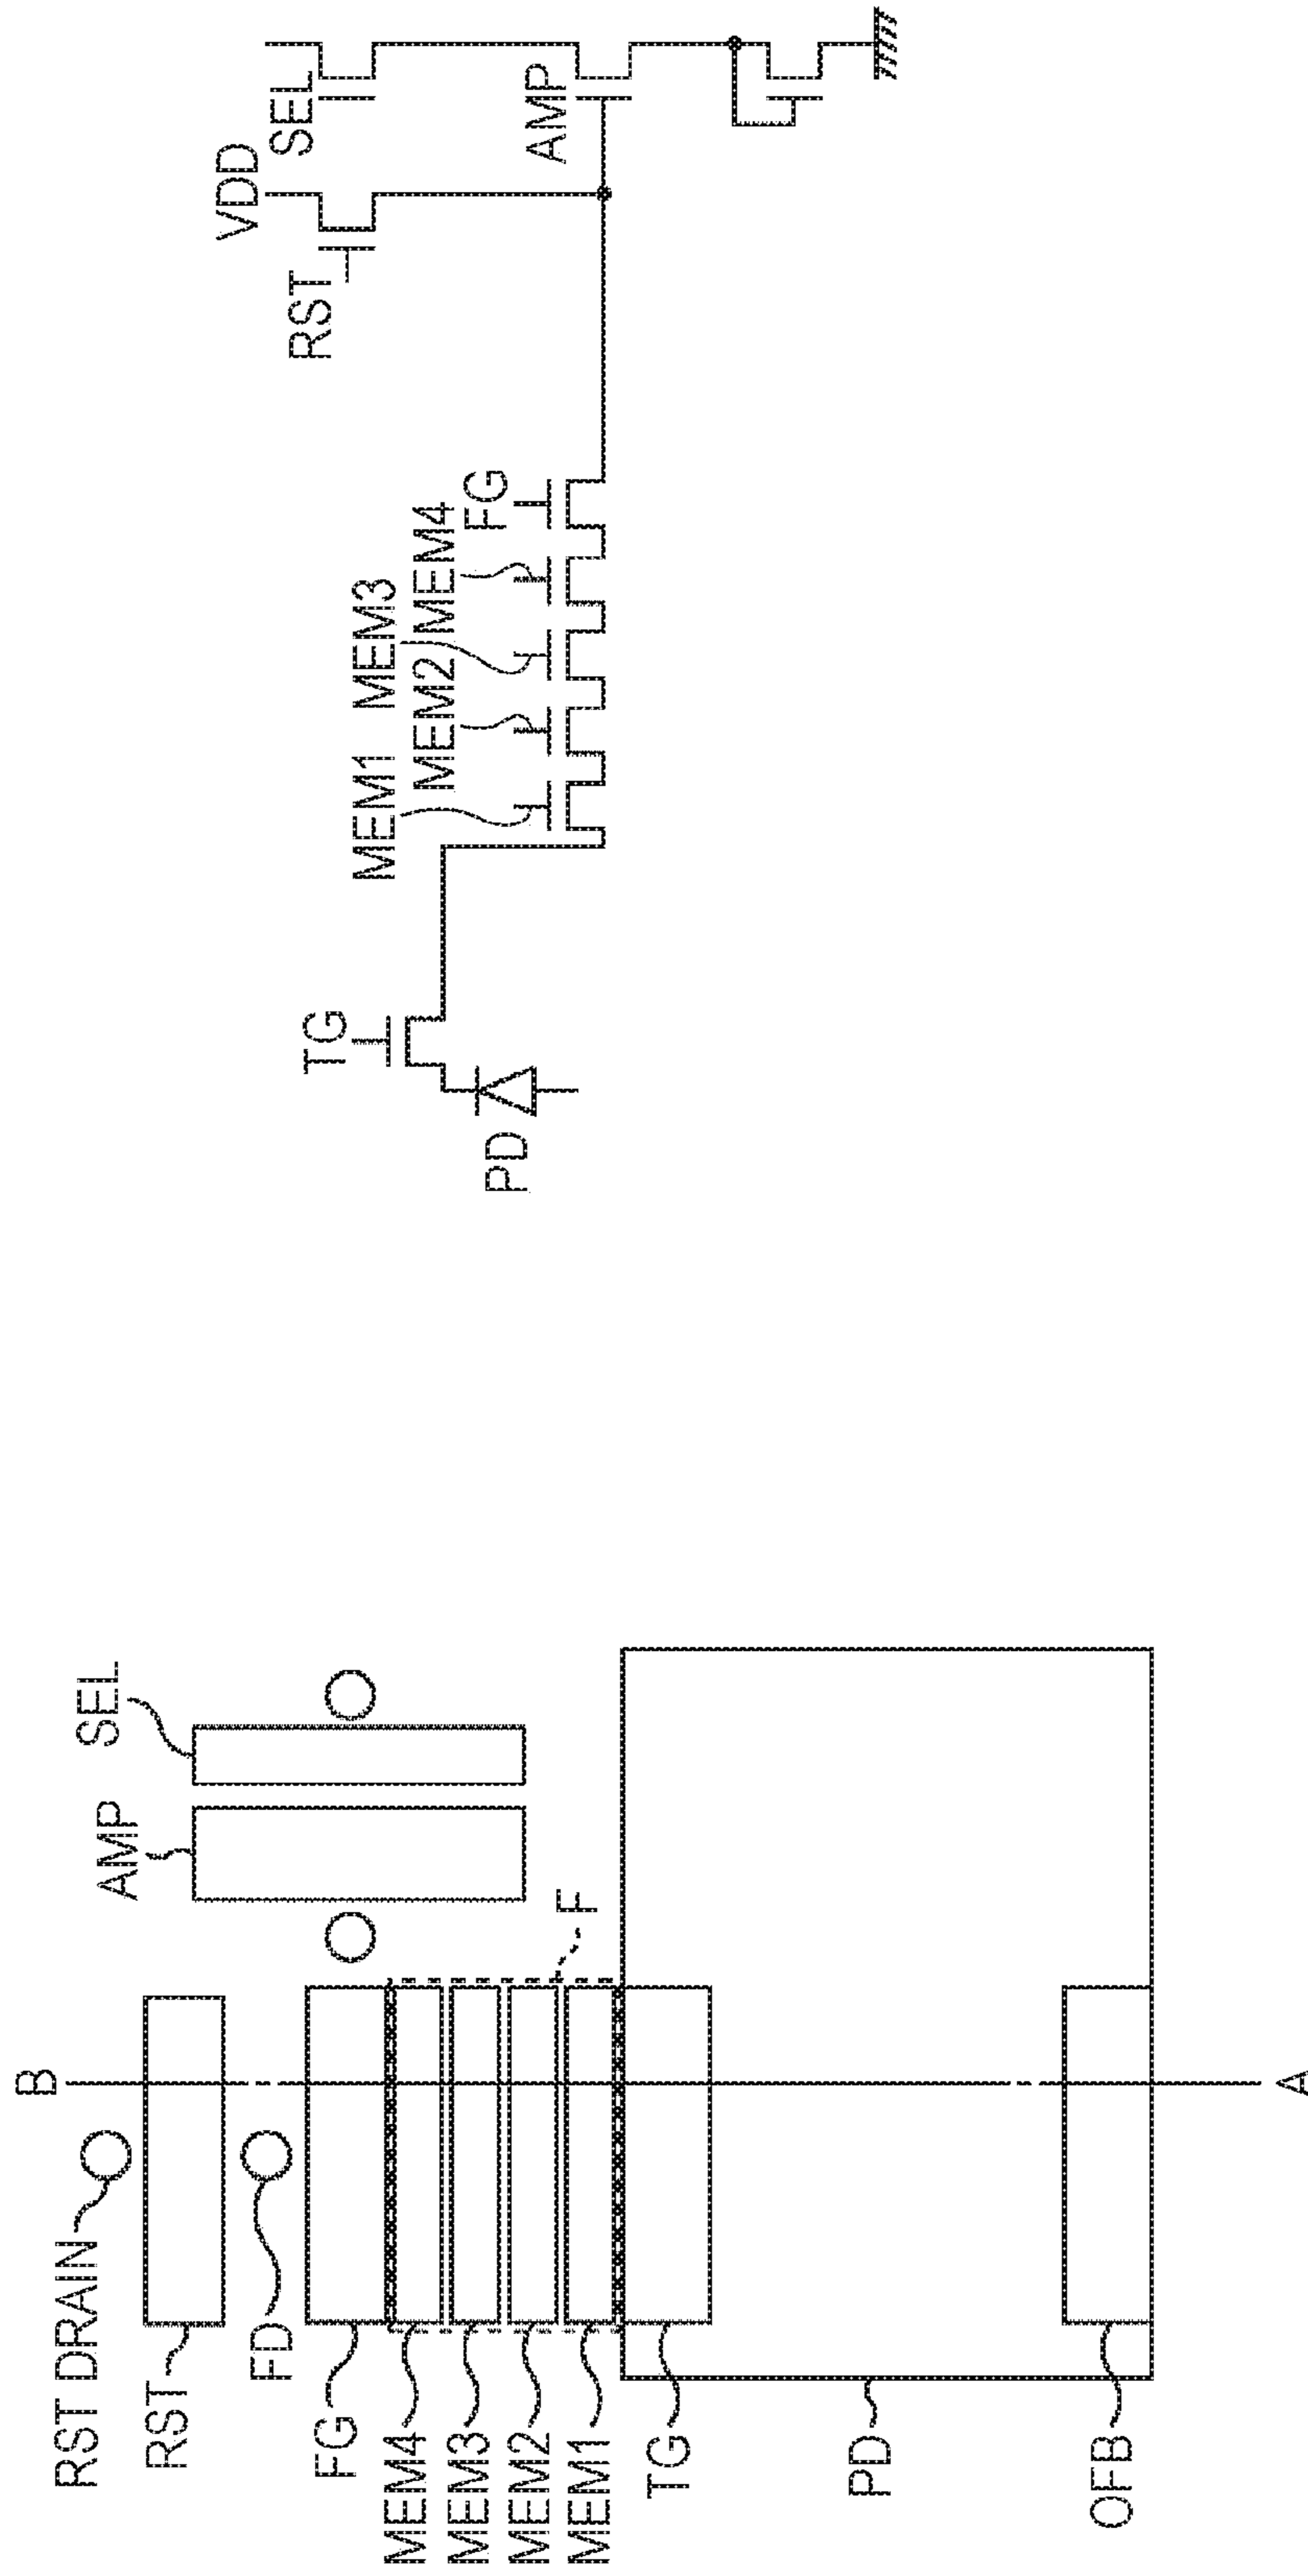 B
RST DRAIN
RST
FD
FG
MEM4
MEM3
MEM2
MEM1
TG
PD
OFB
A
AMP
SEL
F
VDD
SEL
RST
AMP
TG
MEM1
MEM3
MEM2
MEM4
FG
PD